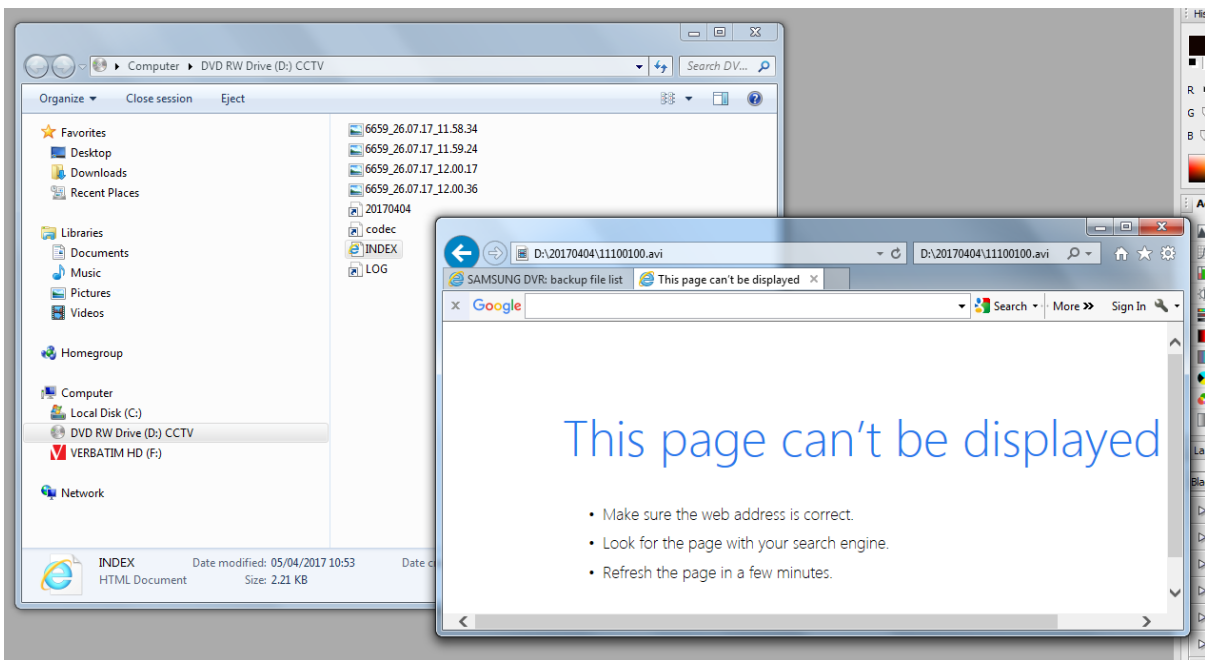 Computer ▸ DVD RW Drive (D:) CCTV
Search DV...
Organize
Close session
Eject
Favorites
Desktop
Downloads
Recent Places
Libraries
Documents
Music
Pictures
Videos
Homegroup
Computer
Local Disk (C:)
DVD RW Drive (D:) CCTV
VERBATIM HD (F:)
Network
6659_26.07.17_11.58.34
6659_26.07.17_11.59.24
6659_26.07.17_12.00.17
6659_26.07.17_12.00.36
20170404
codec
INDEX
LOG
INDEX
Date modified: 05/04/2017 10:53
HTML Document
Size: 2.21 KB
D:\20170404\11100100.avi
D:\20170404\11100100.avi
SAMSUNG DVR: backup file list
This page can't be displayed
x Google
Search
More »
Sign In
This page can't be displayed
• Make sure the web address is correct.
• Look for the page with your search engine.
• Refresh the page in a few minutes.
R
G
B